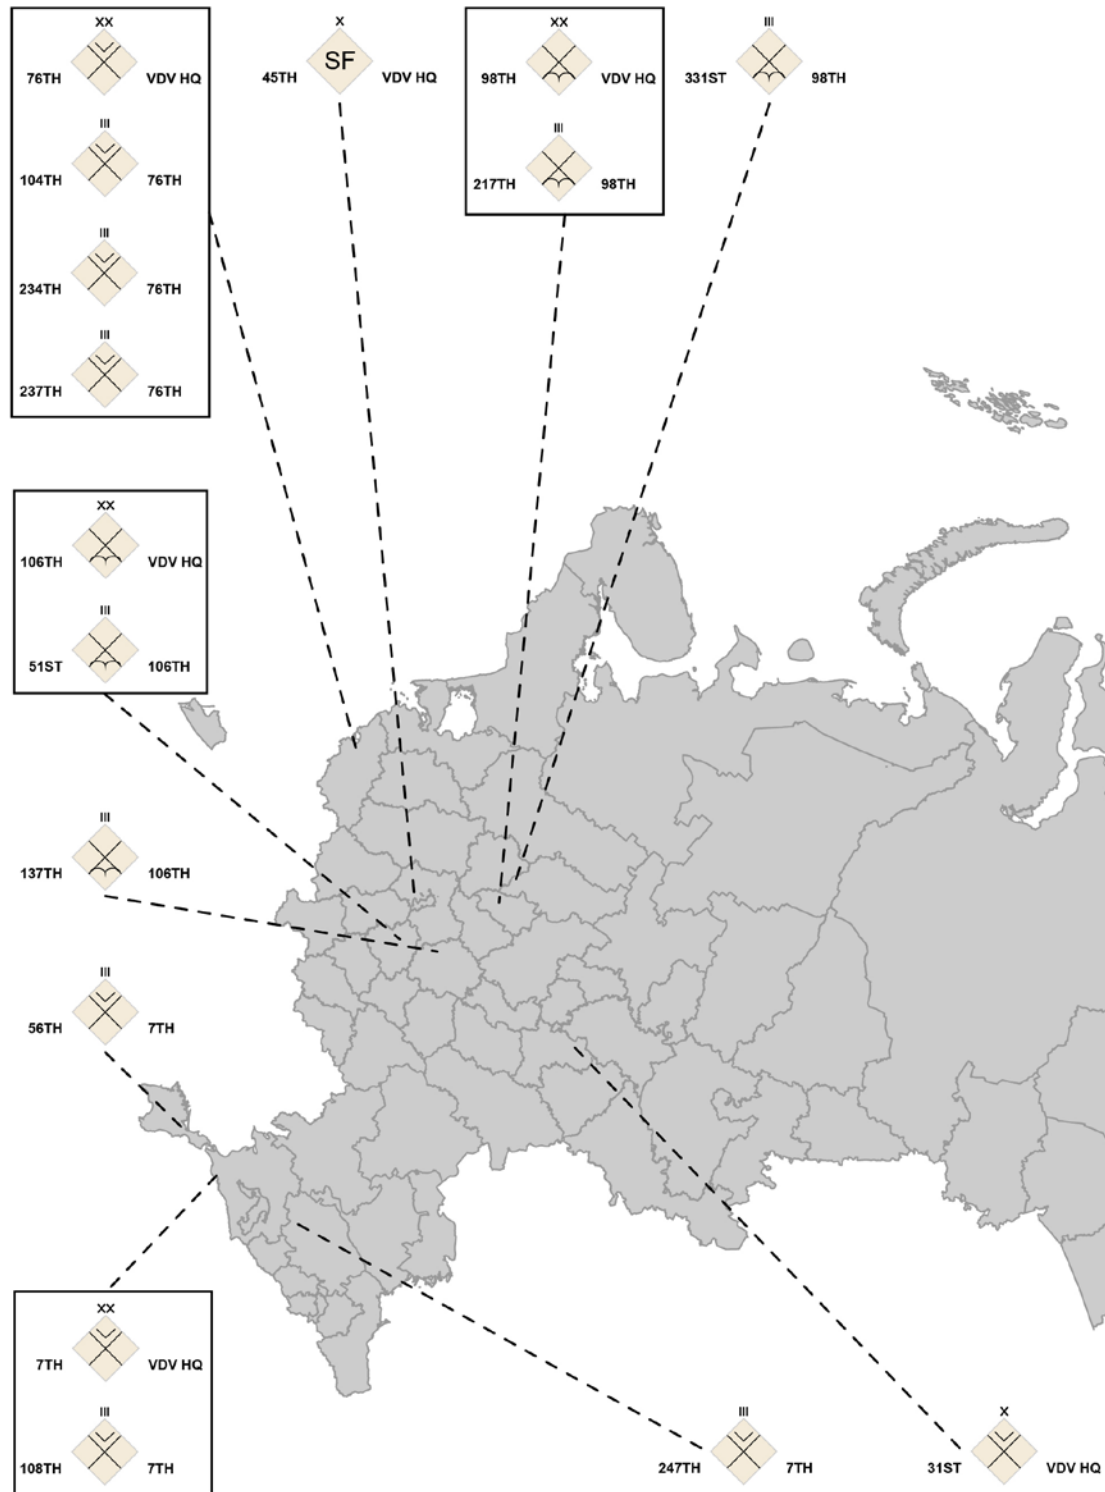 XX
76TH VDV HQ
III
104TH 76TH
III
234TH 76TH
III
237TH 76TH
X
SF
45TH VDV HQ
XX
98TH VDV HQ
III
217TH 98TH
III
331ST 98TH
XX
106TH VDV HQ
III
51ST 106TH
III
137TH 106TH
III
56TH 7TH
XX
7TH VDV HQ
III
108TH 7TH
III
247TH 7TH
X
31ST VDV HQ